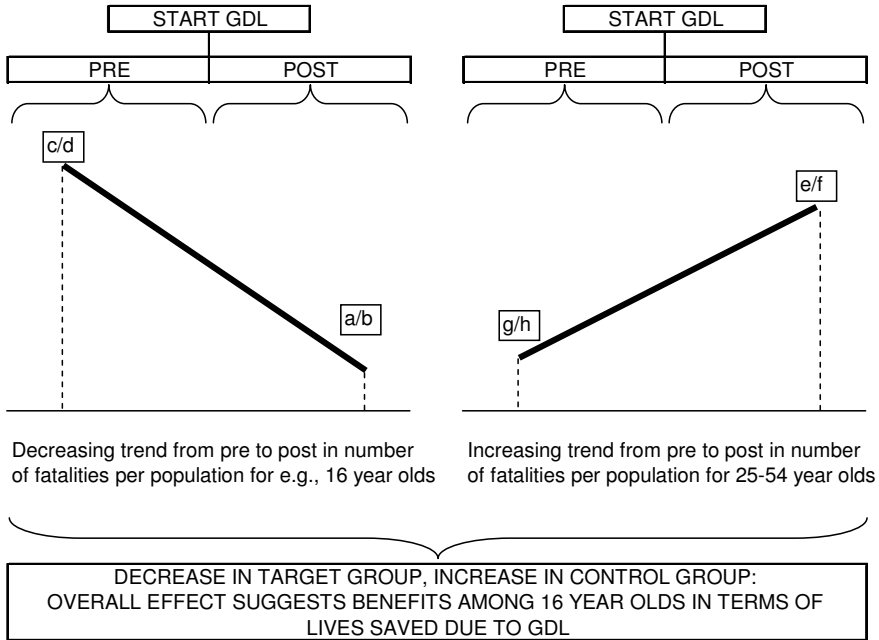 START GDL
PRE
POST
c/d
a/b
Decreasing trend from pre to post in number
of fatalities per population for e.g., 16 year olds
START GDL
PRE
POST
e/f
g/h
Increasing trend from pre to post in number
of fatalities per population for 25-54 year olds
DECREASE IN TARGET GROUP, INCREASE IN CONTROL GROUP:
OVERALL EFFECT SUGGESTS BENEFITS AMONG 16 YEAR OLDS IN TERMS OF
LIVES SAVED DUE TO GDL